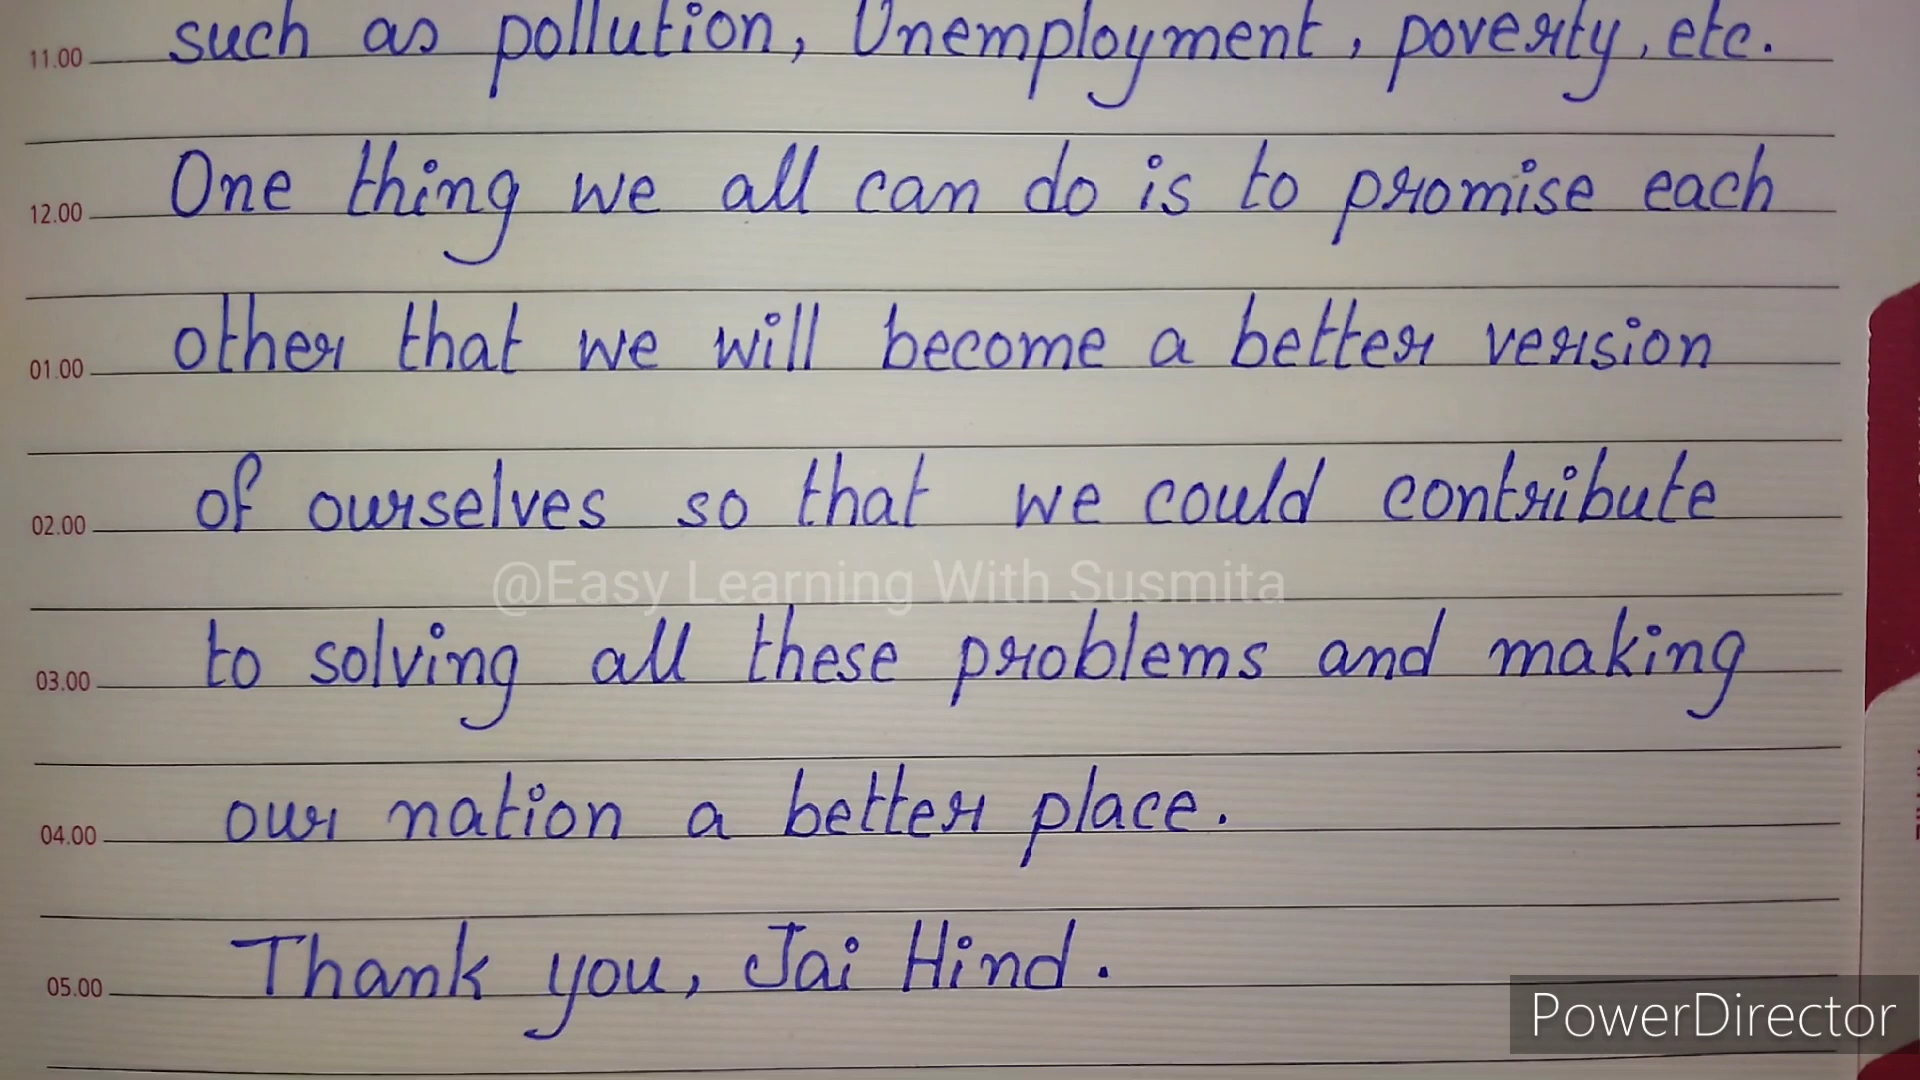 such as pollution, Unemployment, poverty, etc.
11.00
One thing we all can do is to promise each
12.00
other that we will become a better version
01.00
of ourselves so that we could contribute
02.00
@Easy Learning With Susmita
to solving all these problems and making
03.00
our nation a better place.
04.00
Thank you, Jai Hind.
05.00
PowerDirector